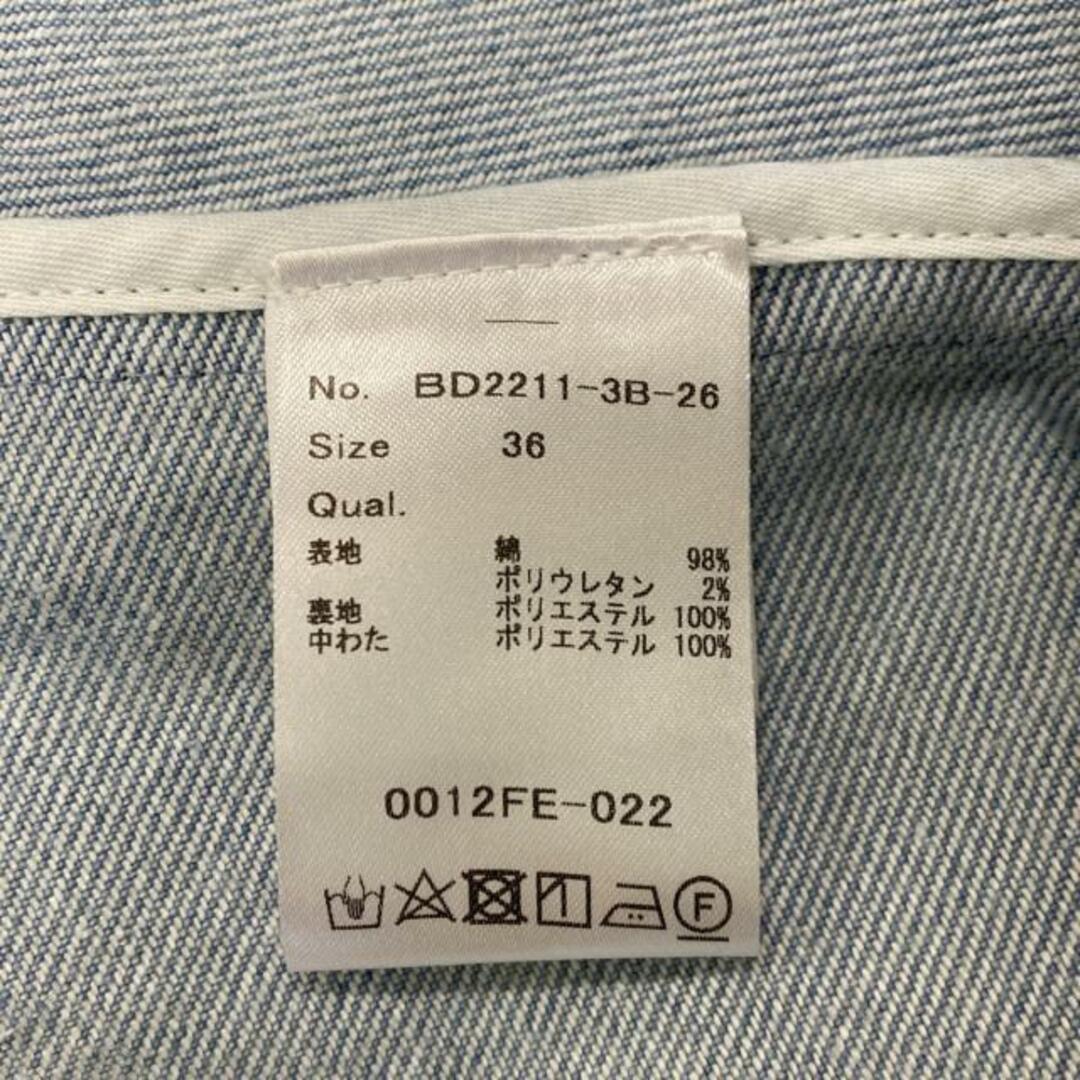 No. BD2211-3B-26
Size 36
Qual.
表地 綿 98%
ポリウレタン 2%
裏地 ポリエステル 100%
中わた ポリエステル 100%
0012FE-022
F